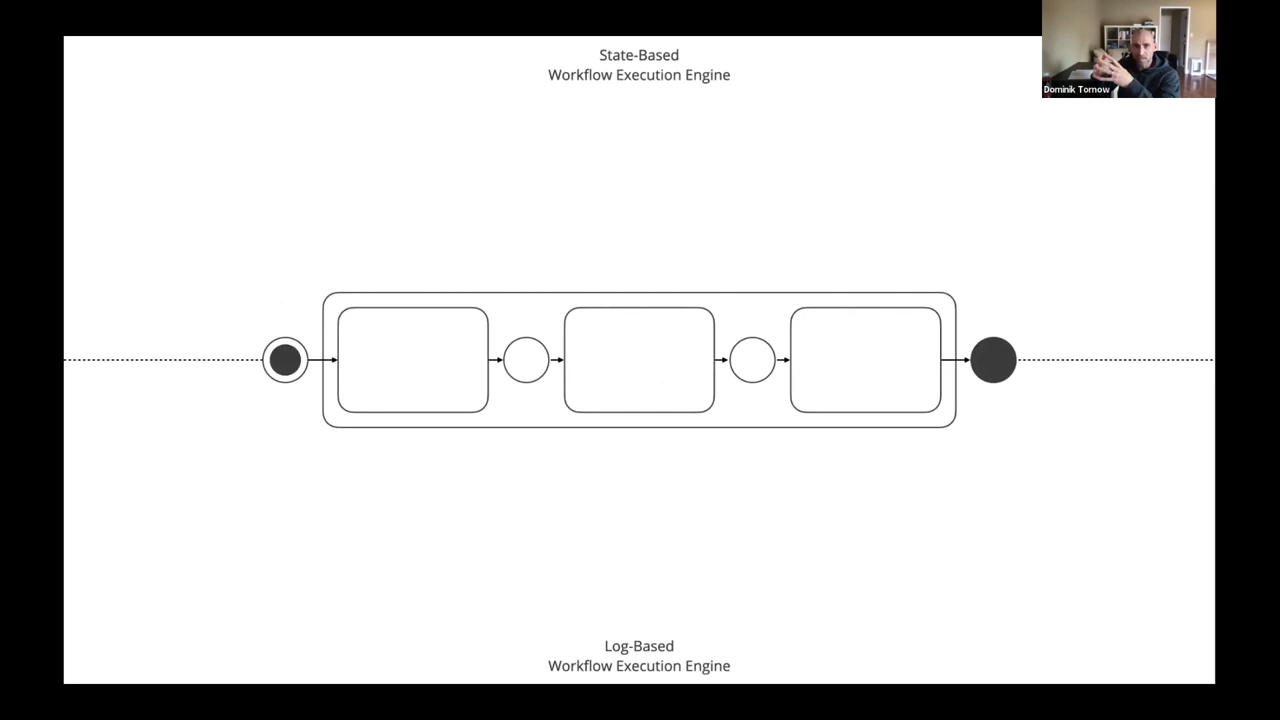 State-Based
Workflow Execution Engine
Dominik Tornow
Log-Based
Workflow Execution Engine